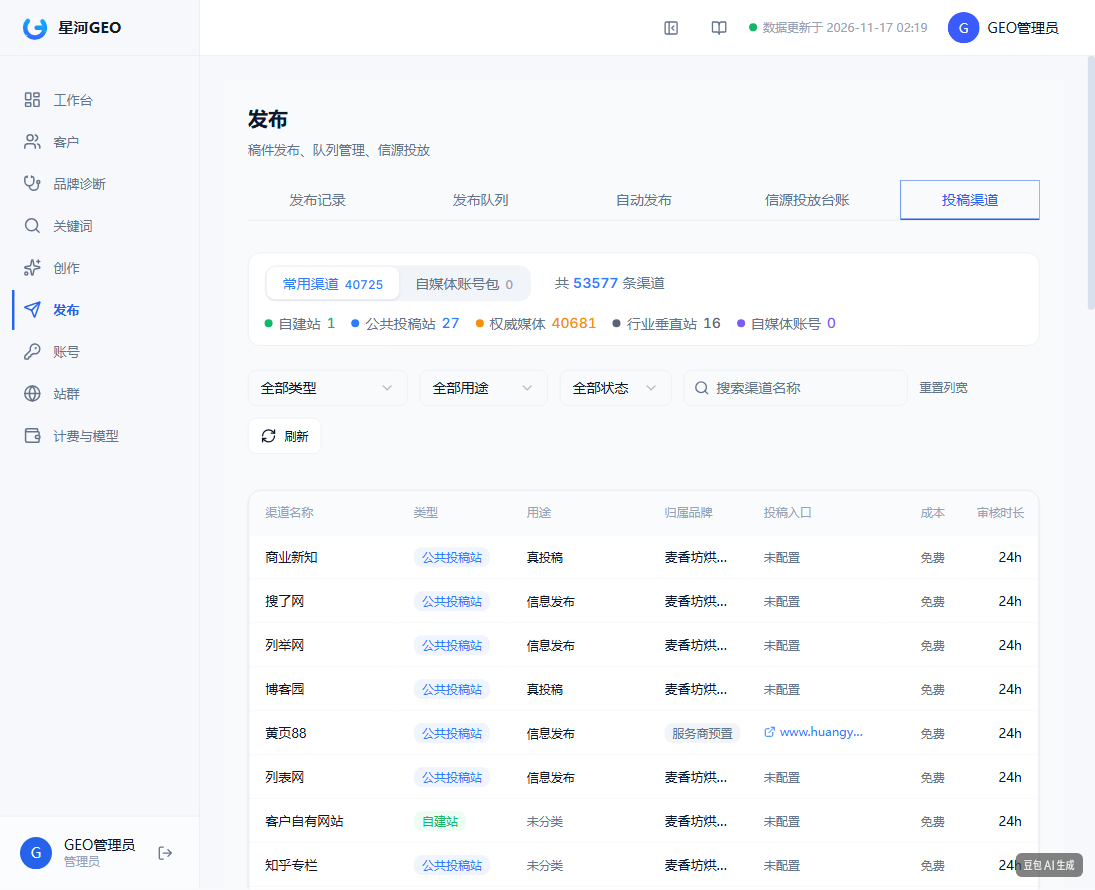 星河GEO
数据更新于 2026-11-17 02:19
G
GEO管理员
工作台
客户
品牌诊断
关键词
创作
发布
账号
站群
计费与模型
G
GEO管理员
管理员
发布
稿件发布、队列管理、信源投放
发布记录 发布队列 自动发布 信源投放台账 投稿渠道
常用渠道 40725 自媒体账号包 0 共 53577 条渠道
自建站 1 公共投稿站 27 权威媒体 40681 行业垂直站 16 自媒体账号 0
全部类型 全部用途 全部状态 搜索渠道名称 重置列宽
刷新
渠道名称 类型 用途 归属品牌 投稿入口 成本 审核时长
商业新知 公共投稿站 真投稿 麦香坊烘... 未配置 免费 24h
搜了网 公共投稿站 信息发布 麦香坊烘... 未配置 免费 24h
列举网 公共投稿站 信息发布 麦香坊烘... 未配置 免费 24h
博客园 公共投稿站 真投稿 麦香坊烘... 未配置 免费 24h
黄页88 公共投稿站 信息发布 服务商预置 www.huangy... 免费 24h
列表网 公共投稿站 信息发布 麦香坊烘... 未配置 免费 24h
客户自有网站 自建站 未分类 麦香坊烘... 未配置 免费 24h
知乎专栏 公共投稿站 未分类 麦香坊烘... 未配置 免费 24h
豆包 AI 生成